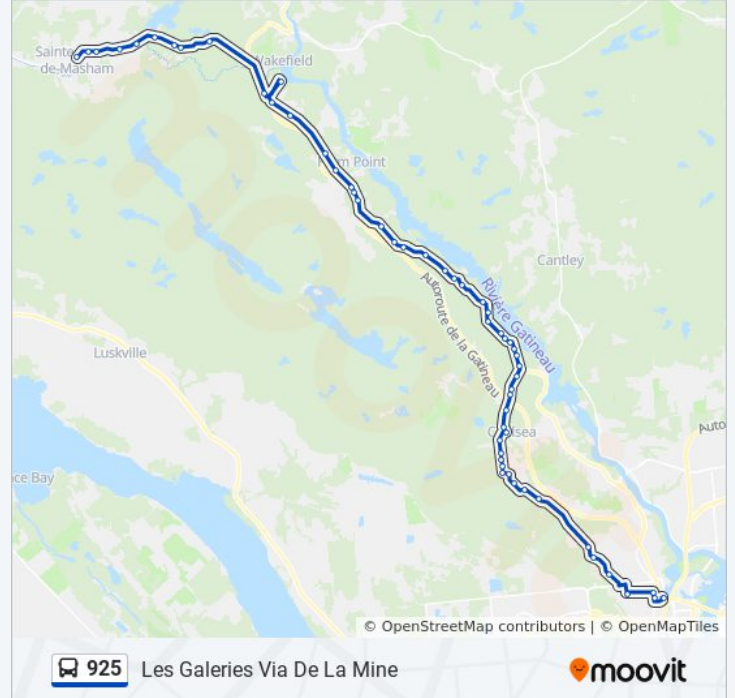 Sainte
de-Masham
Wakefield
Farm Point
Cantley
Rivière Gatineau
Autoroute de la Gatineau
Luskville
Chelsea
Auto
ce Bay
moovit
© OpenStreetMap contributors | © OpenMapTiles
925 Les Galeries Via De La Mine
moovit